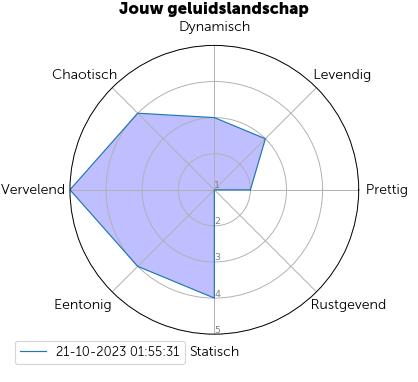 Jouw geluidslandschap
Dynamisch
Chaotisch
Levendig
Vervelend
1
Prettig
2
3
Eentonig
4
Rustgevend
5
21-10-2023 01:55:31
Statisch